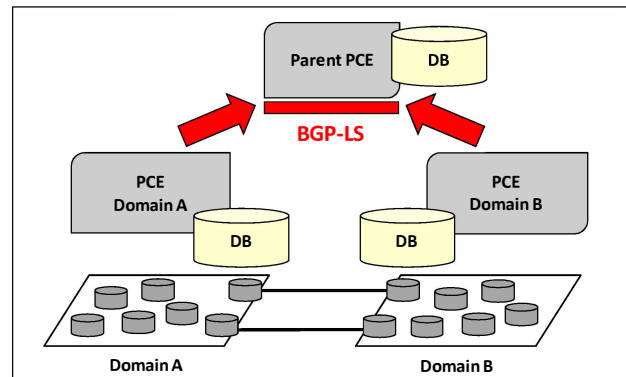 Parent PCE
DB
BGP-LS
PCE
Domain A
PCE
Domain B
DB
DB
Domain A
Domain B